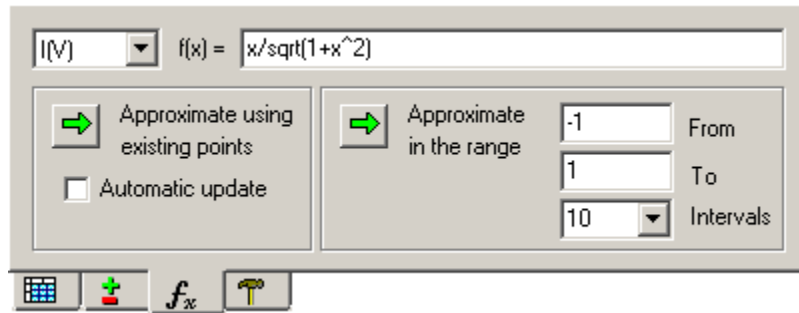 I(V) f(x) = x/sqrt(1+x^2)
Approximate using
existing points
Automatic update
Approximate
in the range
-1 From
1 To
10 Intervals
fx